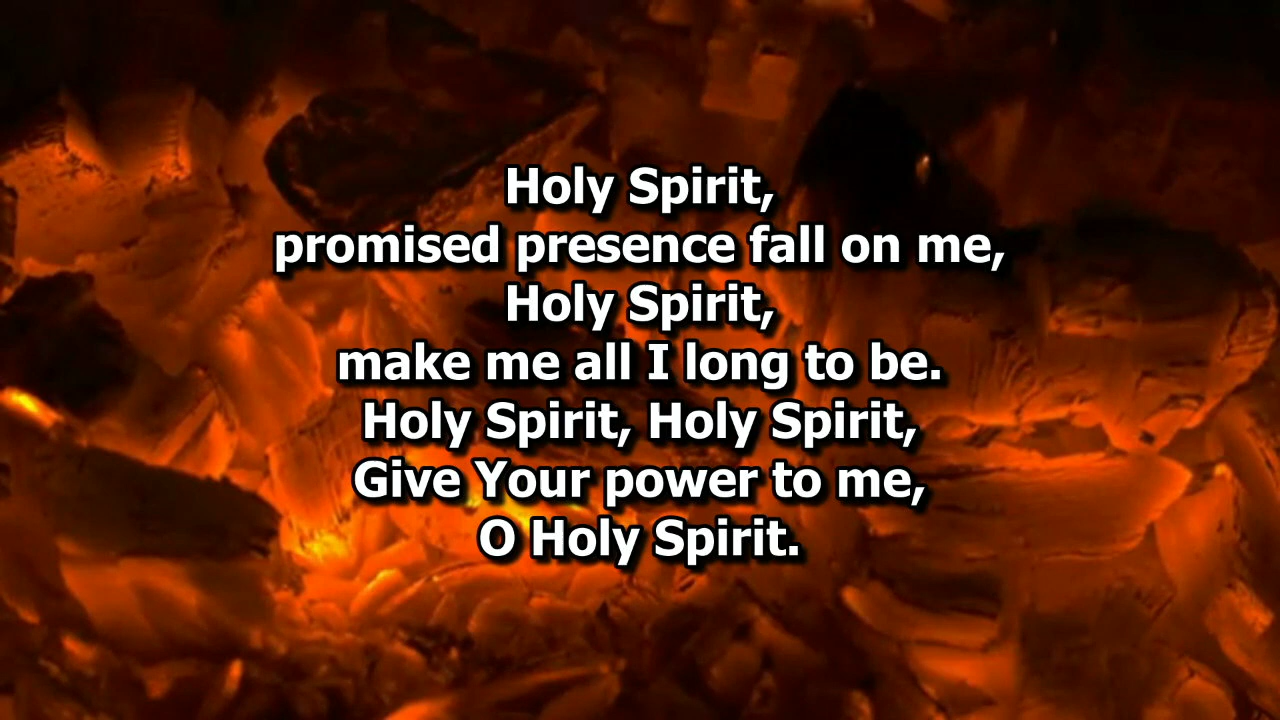 Holy Spirit,
promised presence fall on me,
Holy Spirit,
make me all I long to be.
Holy Spirit, Holy Spirit,
Give Your power to me,
O Holy Spirit.